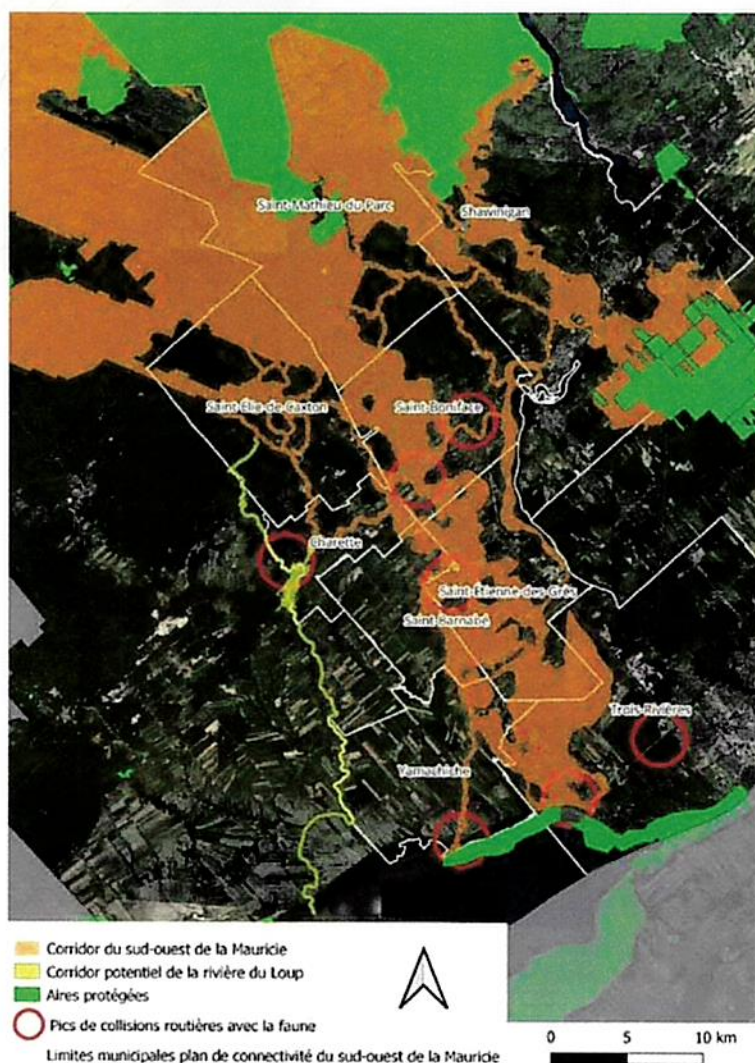 Saint-Mathieu du Parc
Shawinigan
Saint-Élie-de-Caxton
Saint-Boniface
Charette
Saint-Étienne-des-Grès
Saint-Barnabé
Trois-Rivières
Yamachiche
Corridor du sud-ouest de la Mauricie
Corridor potentiel de la rivière du Loup
Aires protégées
Pics de collisions routières avec la faune
Limites municipales plan de connectivité du sud-ouest de la Mauricie
0 5 10 km